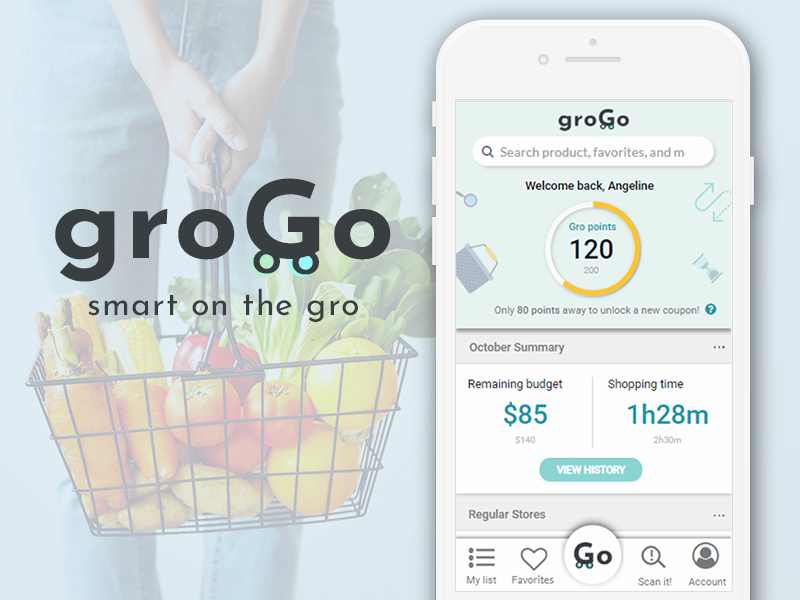 groGo
smart on the gro
groGo
Search product, favorites, and m
Welcome back, Angeline
Gro points
120
200
Only 80 points away to unlock a new coupon! ?
October Summary
Remaining budget
$85
$140
Shopping time
1h28m
2h30m
VIEW HISTORY
Regular Stores
My list
Favorites
Go
Scan it!
Account